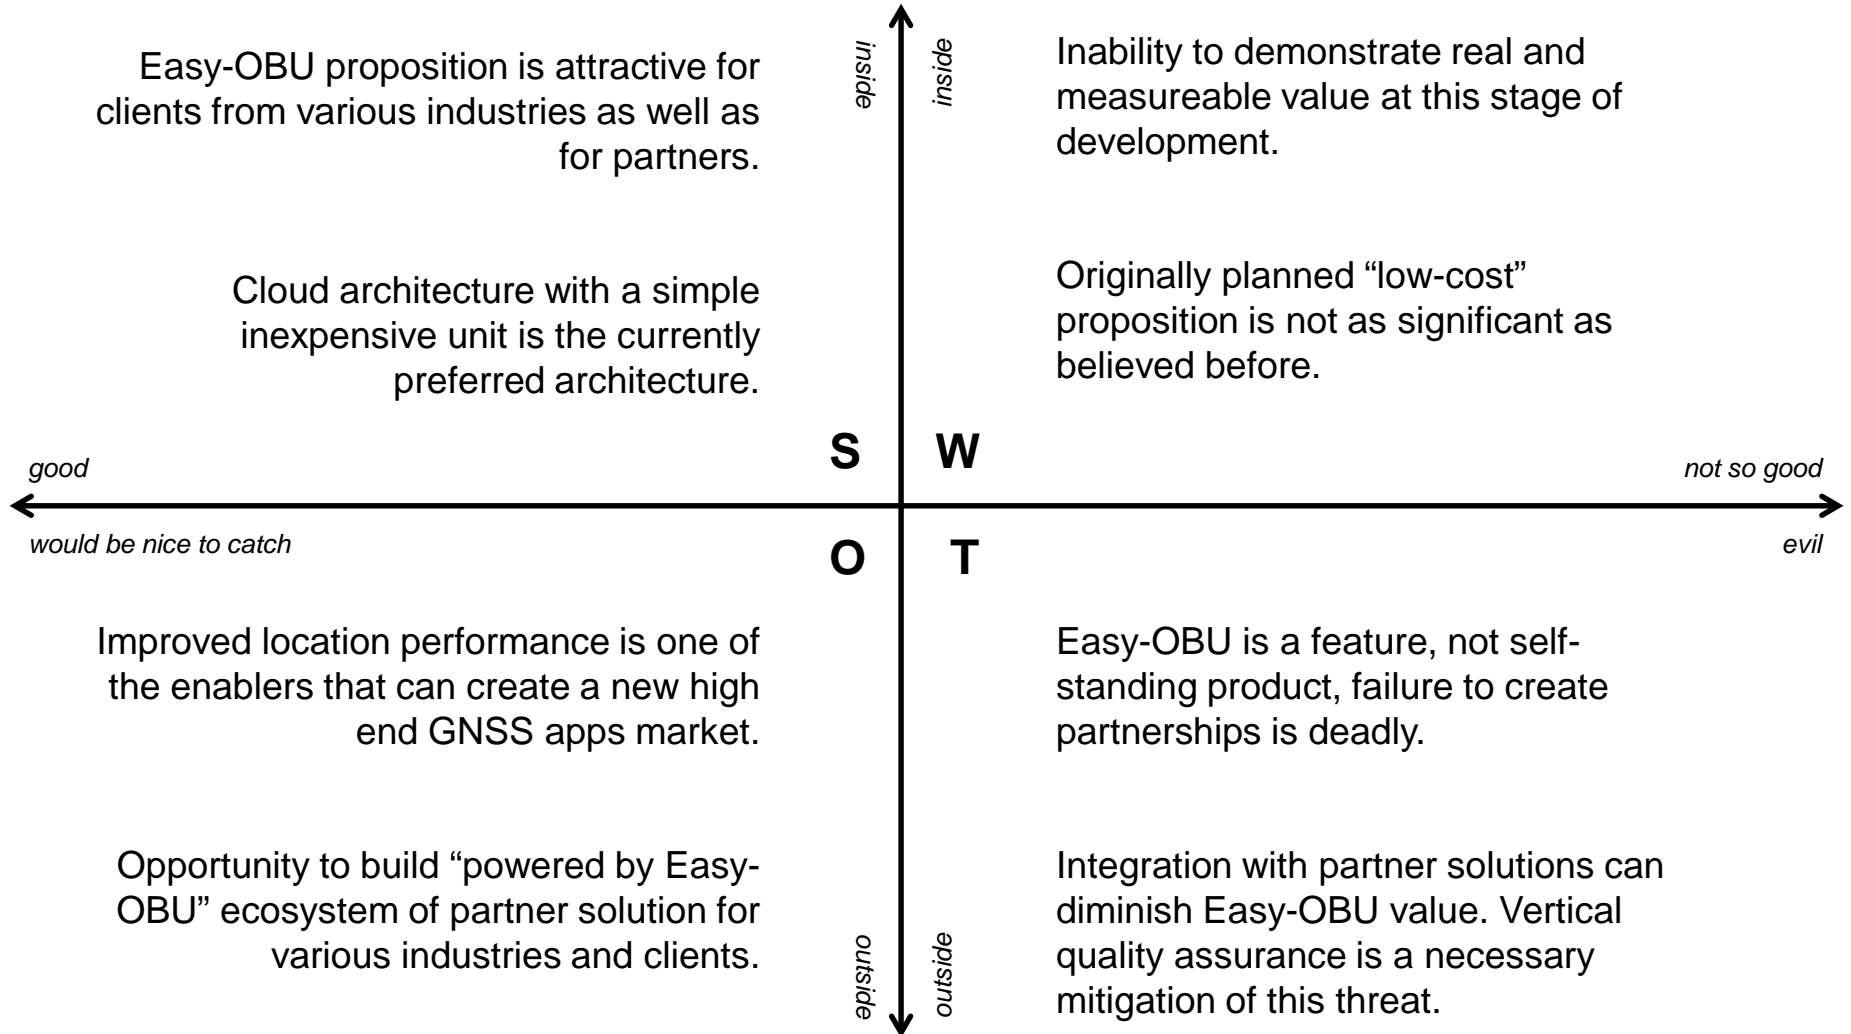 Easy-OBU proposition is attractive for
clients from various industries as well as
for partners.
Cloud architecture with a simple
inexpensive unit is the currently
preferred architecture.
inside
inside
Inability to demonstrate real and
measureable value at this stage of
development.
Originally planned “low-cost”
proposition is not as significant as
believed before.
S
W
good
not so good
would be nice to catch
evil
O
T
Improved location performance is one of
the enablers that can create a new high
end GNSS apps market.
Opportunity to build “powered by Easy-
OBU” ecosystem of partner solution for
various industries and clients.
outside
outside
Easy-OBU is a feature, not self-
standing product, failure to create
partnerships is deadly.
Integration with partner solutions can
diminish Easy-OBU value. Vertical
quality assurance is a necessary
mitigation of this threat.